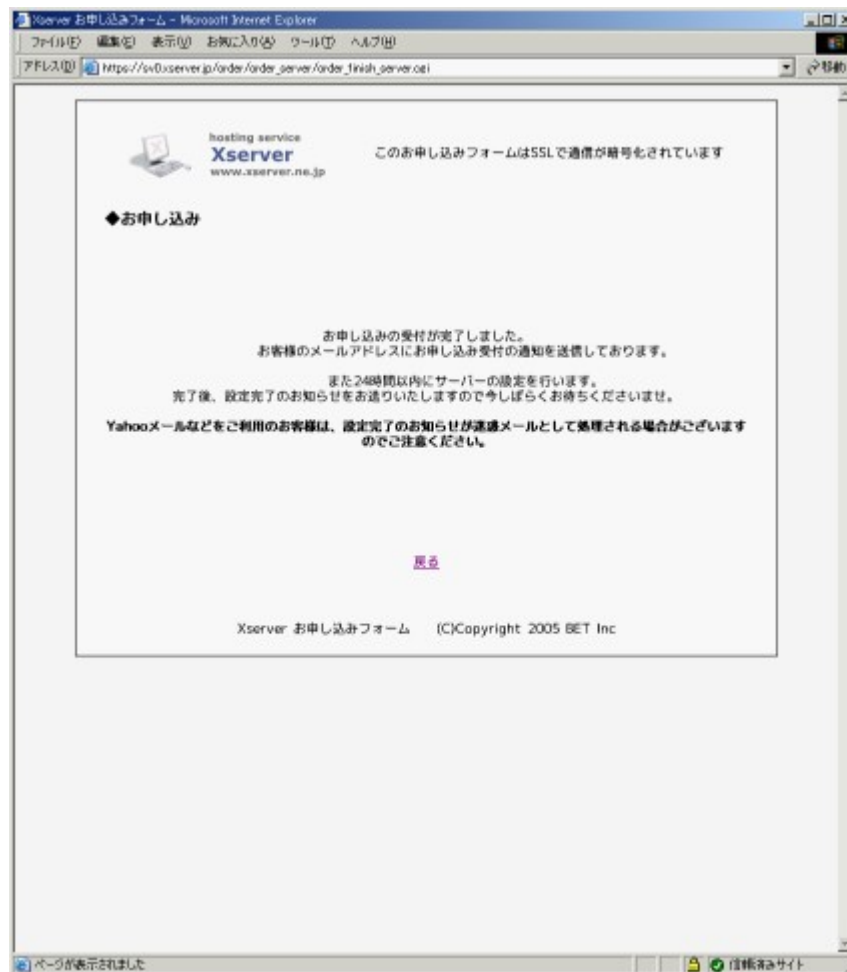 Xserver お申し込みフォーム - Microsoft Internet Explorer
ファイル(F) 編集(E) 表示(V) お気に入り(A) ツール(T) ヘルプ(H)
アドレス(D) https://sv0.xserver.jp/order/order_server/order_finish_server.cgi 移動
hosting service
Xserver
www.xserver.ne.jp
このお申し込みフォームはSSLで通信が暗号化されています
◆お申し込み
お申し込みの受付が完了しました。
お客様のメールアドレスにお申し込み受付の通知を送信しております。
また24時間以内にサーバーの設定を行います。
完了後、設定完了のお知らせをお送りいたしますので今しばらくお待ちくださいませ。
Yahooメールなどをご利用のお客様は、設定完了のお知らせが迷惑メールとして処理される場合がございます
のでご注意ください。
戻る
Xserver お申し込みフォーム (C)Copyright 2005 BET Inc
ページが表示されました 信頼済みサイト